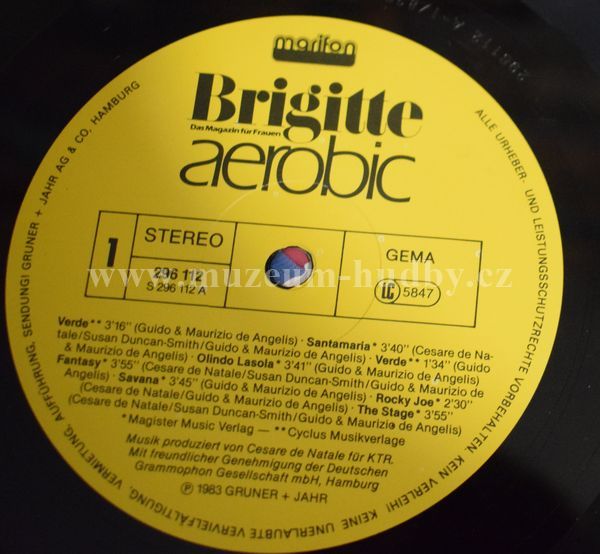 marifon
Brigitte
Das Magazin für Frauen
aerobic
1
STEREO
296 112
S 296 112 A
GEMA
LC 5847
www.muzeum-hudby.cz
Verde** 3'16" (Guido & Maurizio de Angelis) · Santamaria* 3'40" (Cesare de Na-
tale/Susan Duncan-Smith/Guido & Maurizio de Angelis) · Verde** 1'34" (Guido
& Maurizio de Angelis) · Olindo Lasola* 3'41" (Cesare de Natale/Guido & Maurizio de Angelis)
Fantasy* 3'55" (Cesare de Natale/Susan Duncan-Smith/Guido & Maurizio de
Angelis) · Savana* 3'45" (Guido & Maurizio de Angelis) · Rocky Joe* 2'30"
(Cesare de Natale/Guido & Maurizio de Angelis) · The Stage* 3'55"
(Cesare de Natale/Susan Duncan-Smith/Guido & Maurizio de Angelis)
*Magister Music Verlag — **Cyclus Musikverlage
Musik produziert von Cesare de Natale für KTR.
Mit freundlicher Genehmigung der Deutschen
Grammophon Gesellschaft mbH, Hamburg
Ⓟ 1983 GRUNER + JAHR
ALLE URHEBER- UND LEISTUNGSSCHUTZRECHTE VORBEHALTEN. KEIN VERLEIH! KEINE UNERLAUBTE VERVIELFÄLTIGUNG, VERMIETUNG, AUFFÜHRUNG, SENDUNG! GRUNER + JAHR AG & CO, HAMBURG